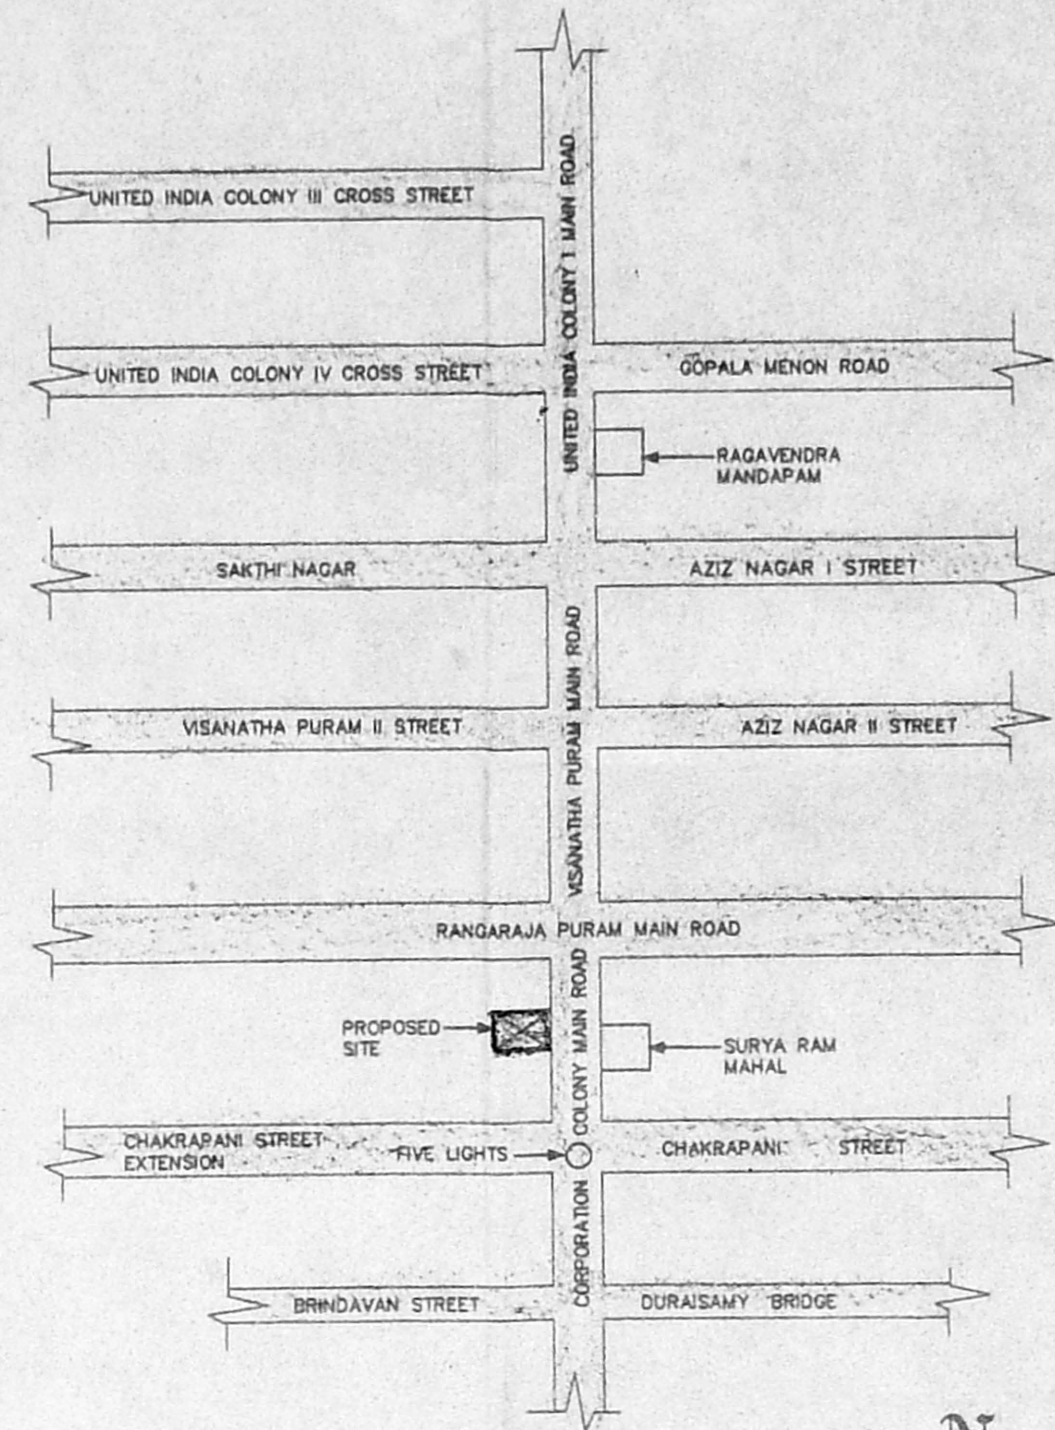 UNITED INDIA COLONY III CROSS STREET
UNITED INDIA COLONY 1 MAIN ROAD
UNITED INDIA COLONY IV CROSS STREET
GOPALA MENON ROAD
RAGAVENDRA
MANDAPAM
SAKTHI NAGAR
AZIZ NAGAR I STREET
VISANATHA PURAM MAIN ROAD
VISANATHA PURAM II STREET
AZIZ NAGAR II STREET
RANGARAJA PURAM MAIN ROAD
PROPOSED
SITE
SURYA RAM
MAHAL
CORPORATION COLONY MAIN ROAD
CHAKRAPANI STREET
EXTENSION
FIVE LIGHTS
CHAKRAPANI STREET
BRINDAVAN STREET
DURAISAMY BRIDGE
N